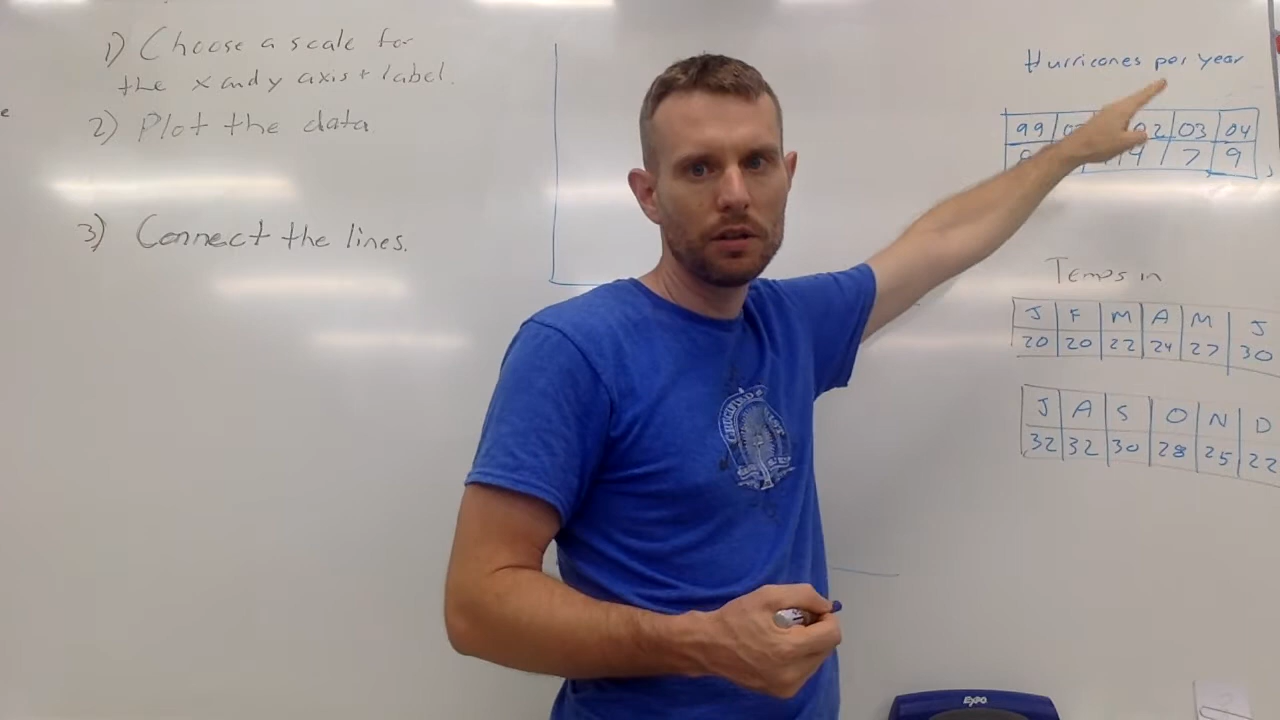 1) Choose a scale for
the x and y axis + label.
2) Plot the data
3) Connect the lines.
e
Hurricanes per year
99 02 03 04
4 7 9
Temps in
J F M A M J
20 20 22 24 27 30
J A S O N D
32 32 30 28 25 22
EXPO